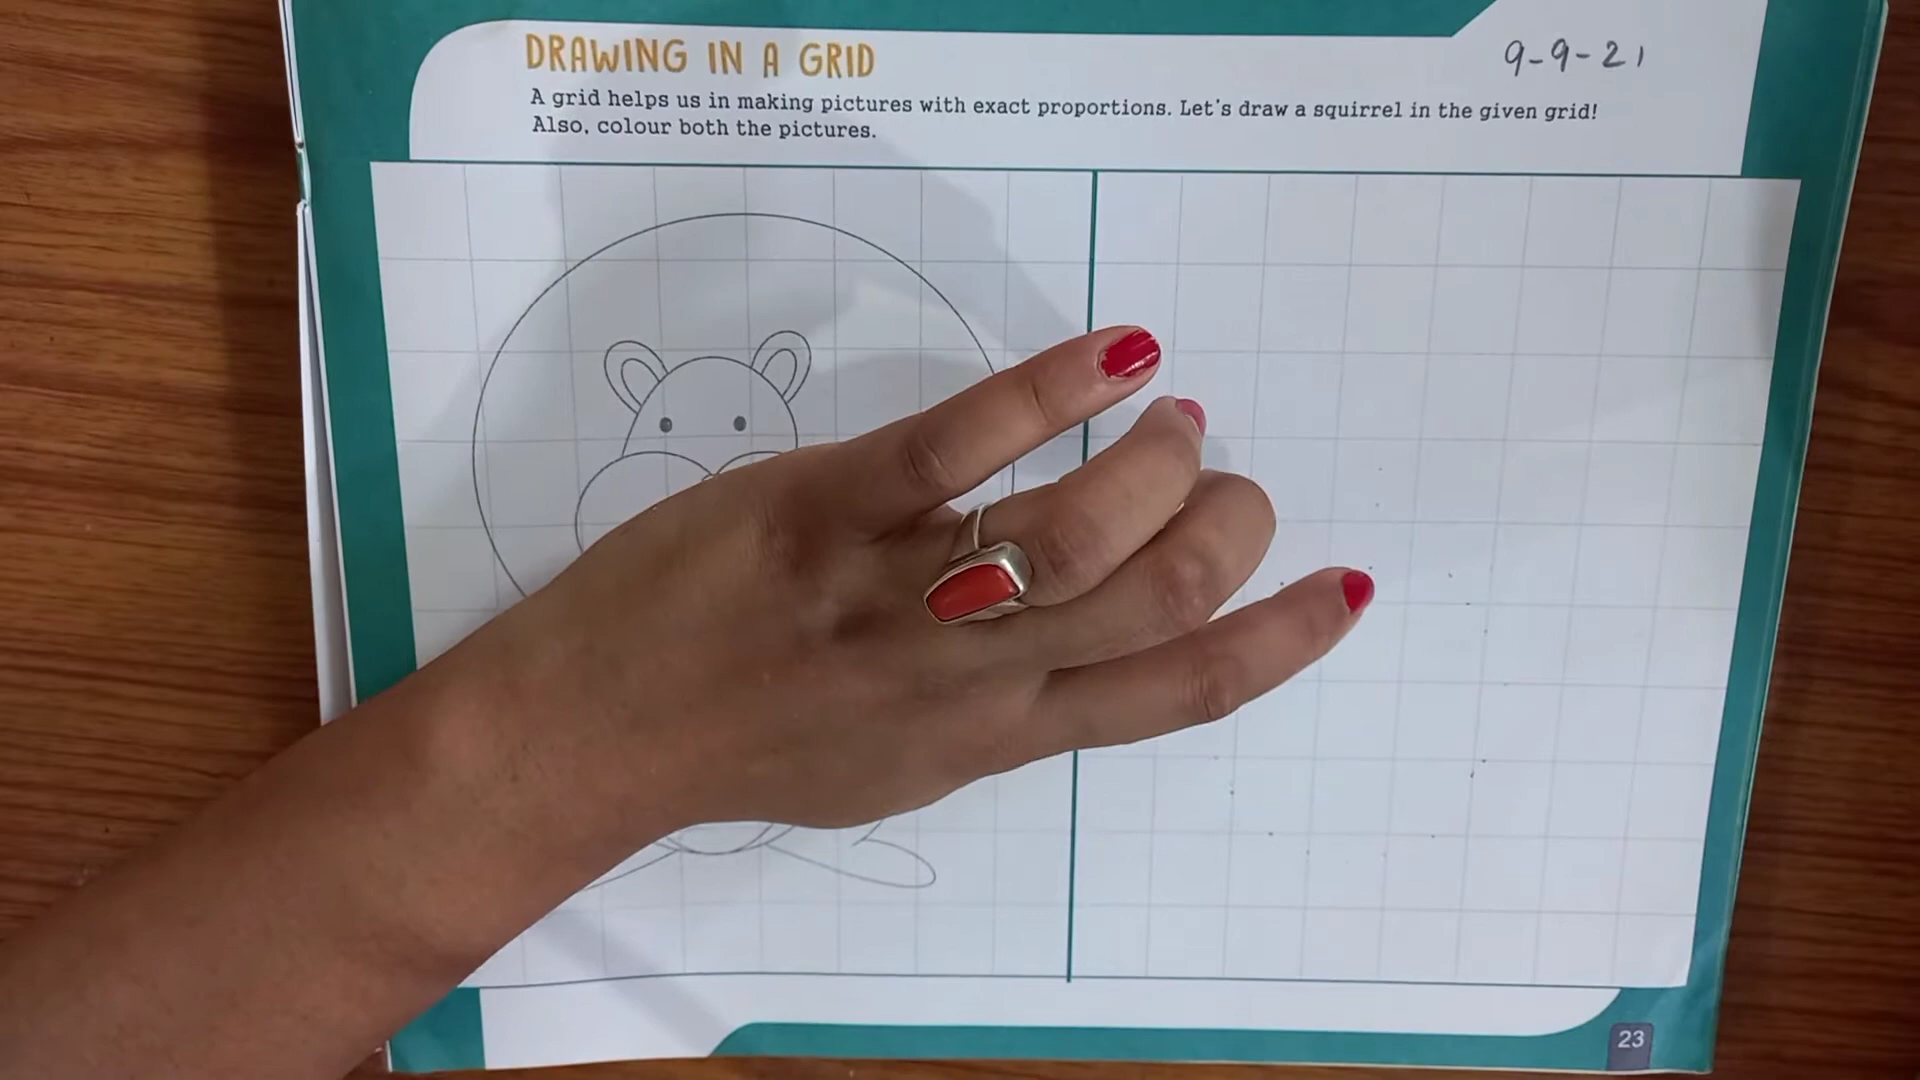 DRAWING IN A GRID
9-9-21
A grid helps us in making pictures with exact proportions. Let's draw a squirrel in the given grid!
Also, colour both the pictures.
23